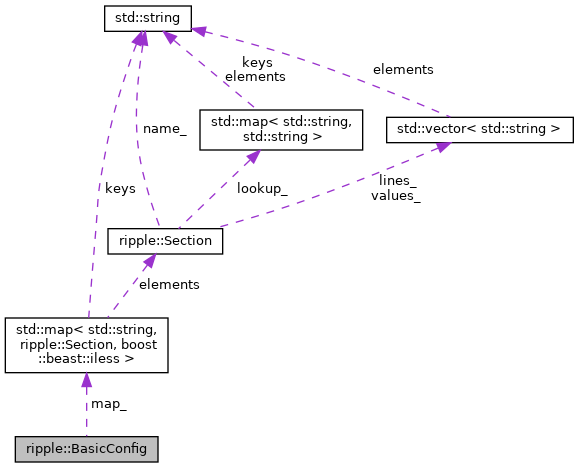 std::string
keys
elements
elements
std::map< std::string,
std::string >
std::vector< std::string >
name_
keys
lookup_
lines_
values_
ripple::Section
elements
std::map< std::string,
ripple::Section, boost
::beast::iless >
map_
ripple::BasicConfig